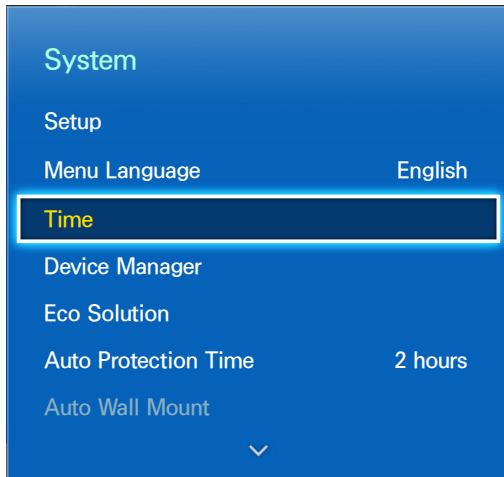 System
Setup
Menu Language English
Time
Device Manager
Eco Solution
Auto Protection Time 2 hours
Auto Wall Mount